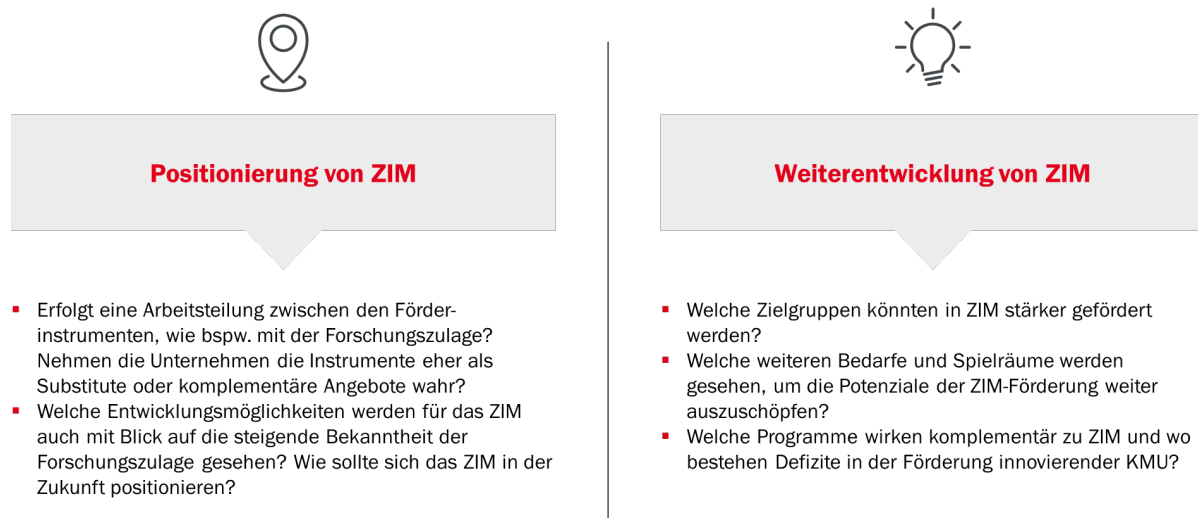 Positionierung von ZIM
▪ Erfolgt eine Arbeitsteilung zwischen den Förder-
instrumenten, wie bspw. mit der Forschungszulage?
Nehmen die Unternehmen die Instrumente eher als
Substitute oder komplementäre Angebote wahr?
▪ Welche Entwicklungsmöglichkeiten werden für das ZIM
auch mit Blick auf die steigende Bekanntheit der
Forschungszulage gesehen? Wie sollte sich das ZIM in der
Zukunft positionieren?
Weiterentwicklung von ZIM
▪ Welche Zielgruppen könnten in ZIM stärker gefördert
werden?
▪ Welche weiteren Bedarfe und Spielräume werden
gesehen, um die Potenziale der ZIM-Förderung weiter
auszuschöpfen?
▪ Welche Programme wirken komplementär zu ZIM und wo
bestehen Defizite in der Förderung innovierender KMU?